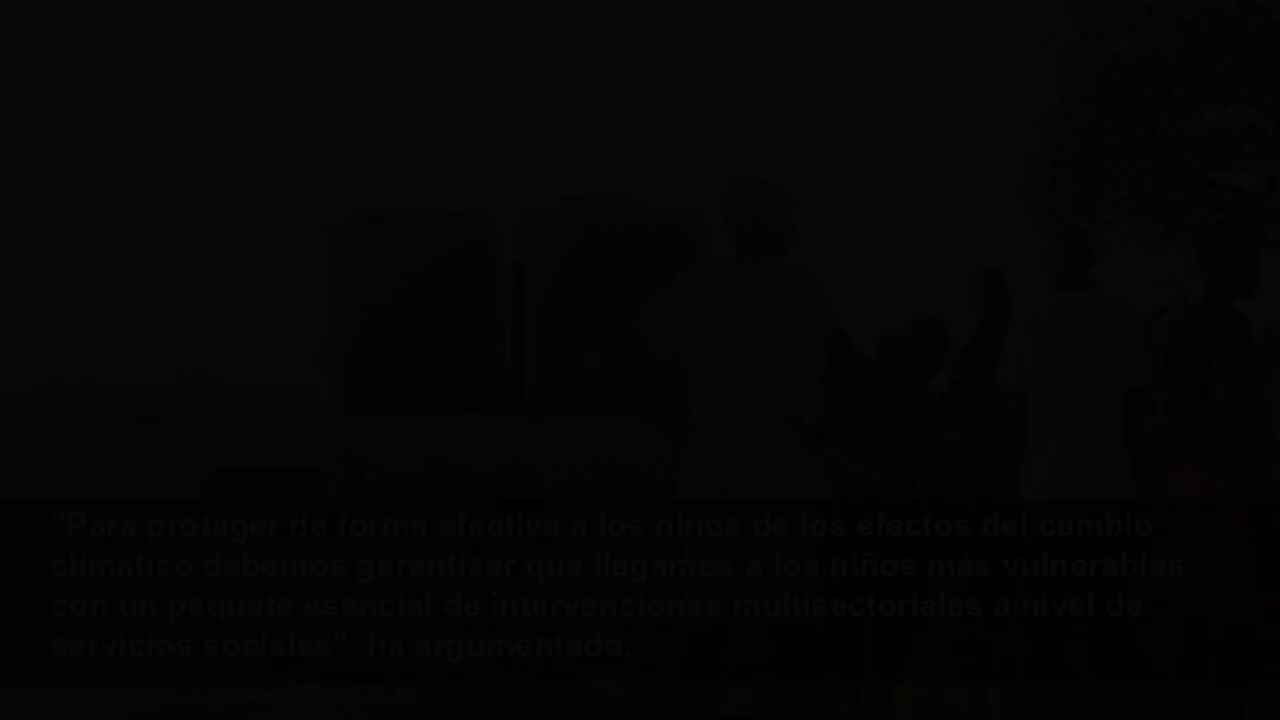 "Para proteger de forma efectiva a los niños de los efectos del cambio
climático debemos garantizar que llegamos a los niños más vulnerables
con un paquete esencial de intervenciones multisectoriales a nivel de
servicios sociales", ha argumentado.